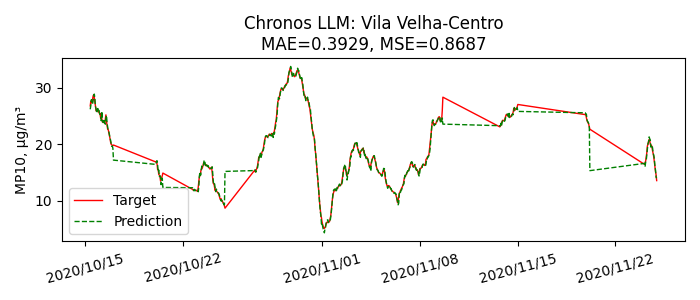 Chronos LLM: Vila Velha-Centro
MAE=0.3929, MSE=0.8687
MP10, µg/m³
30
20
10
Target
Prediction
2020/10/15
2020/10/22
2020/11/01
2020/11/08
2020/11/15
2020/11/22